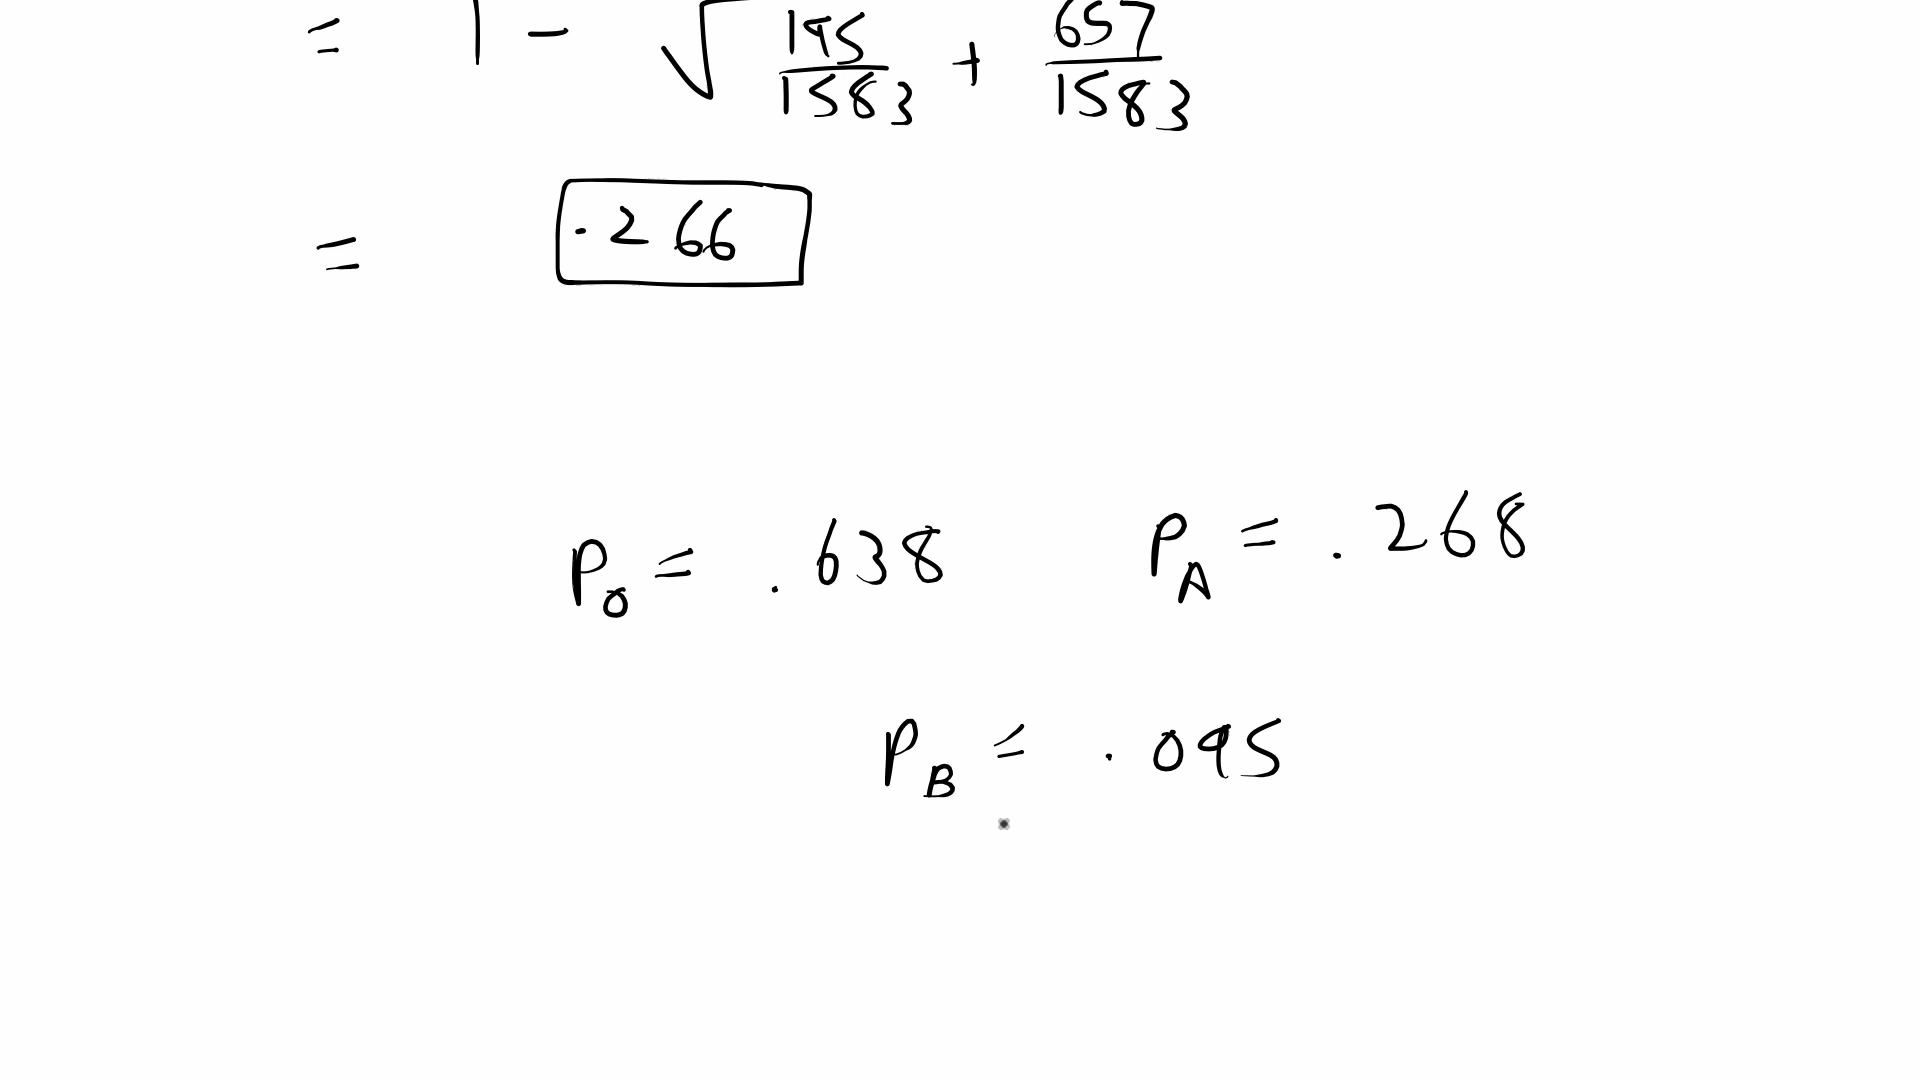 = 1 - √ 195/1583 + 657/1583
= .266
P_O = .638 P_A = .268
P_B = .095